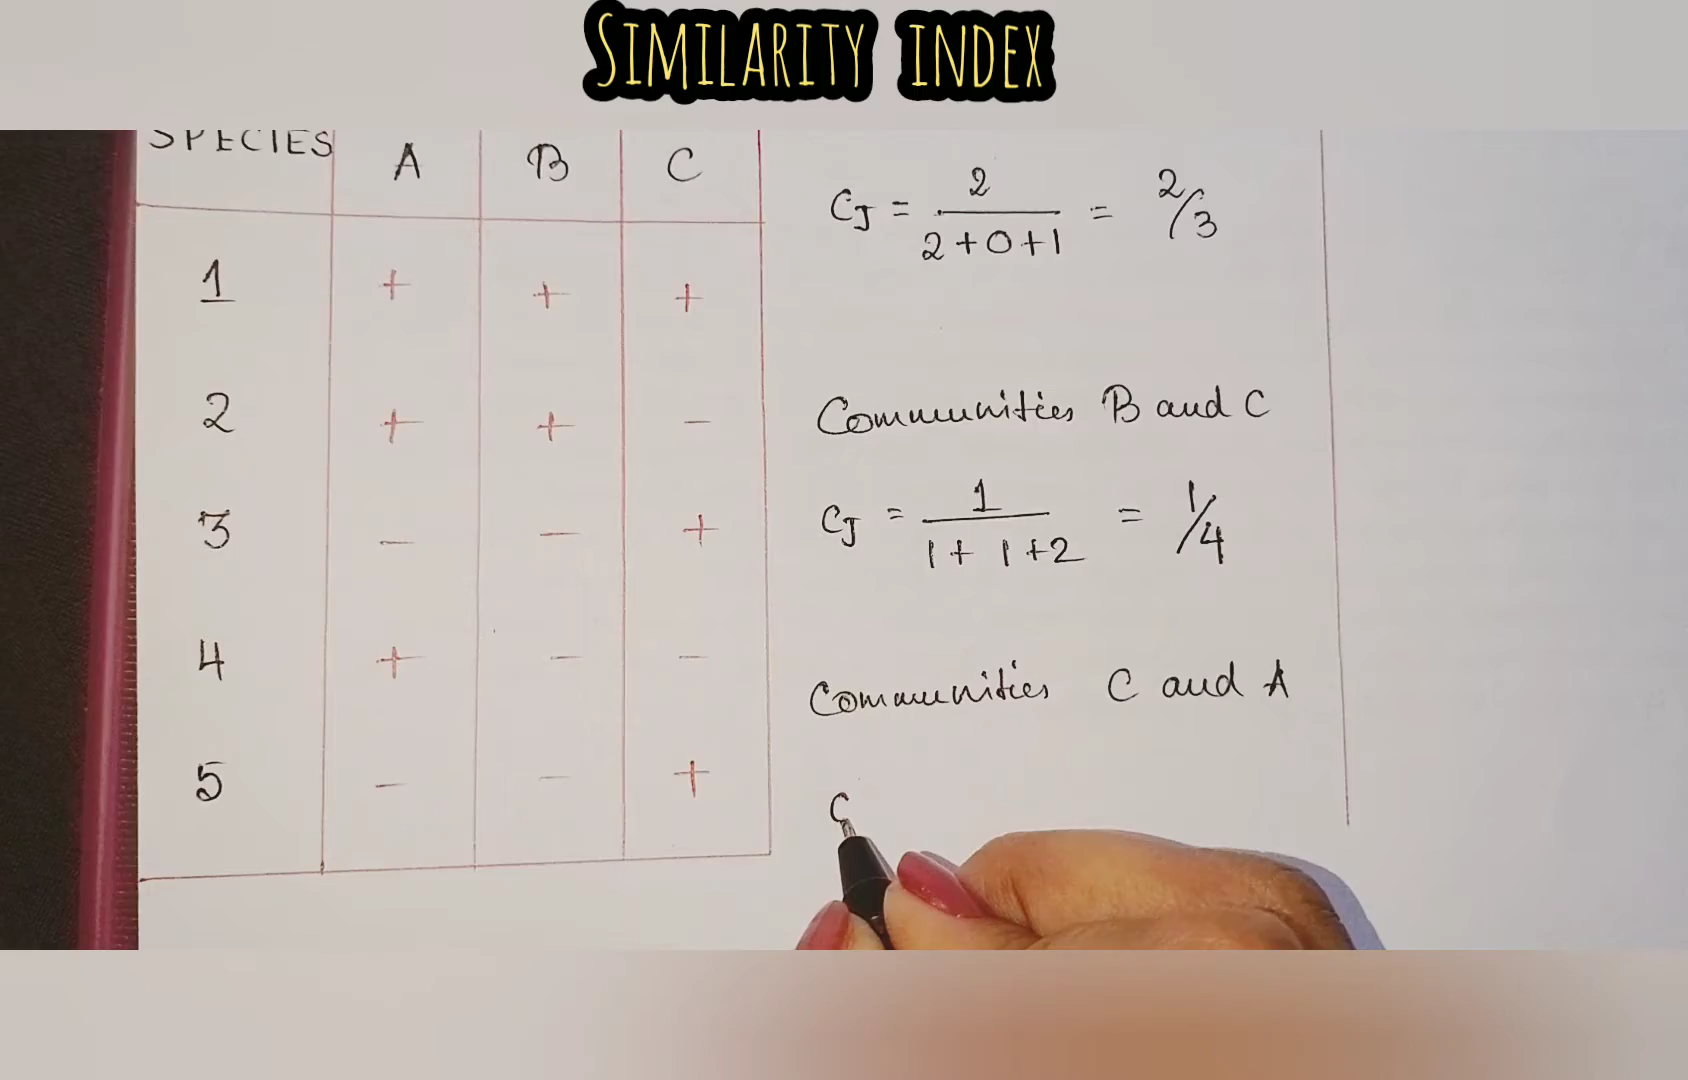 SIMILARITY INDEX
SPECIES A B C
1 + + +
2 + + -
3 - - +
4 + - -
5 - - +
CJ = 2 / 2+0+1 = 2/3
Communities B and C
CJ = 1 / 1+1+2 = 1/4
Communities C and A
C